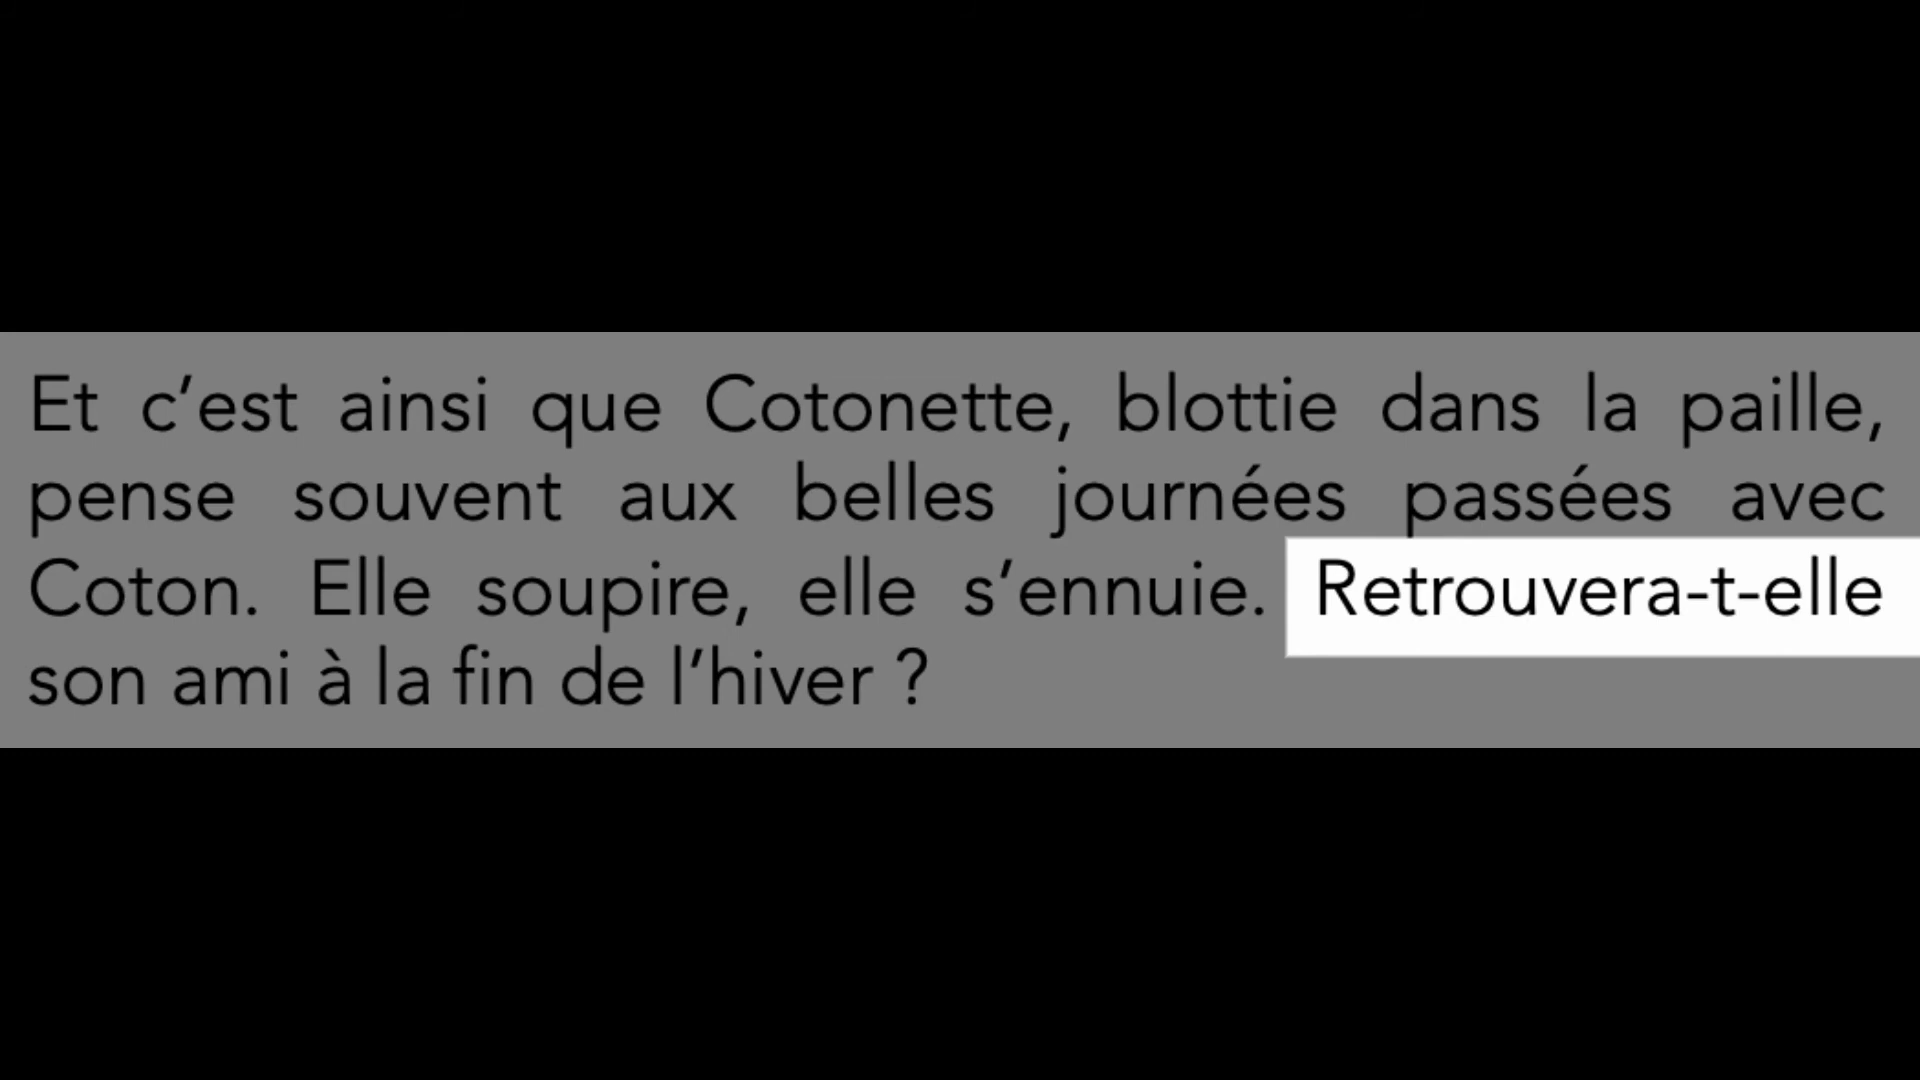 Et c’est ainsi que Cotonette, blottie dans la paille,
pense souvent aux belles journées passées avec
Coton. Elle soupire, elle s’ennuie. Retrouvera-t-elle
son ami à la fin de l’hiver ?